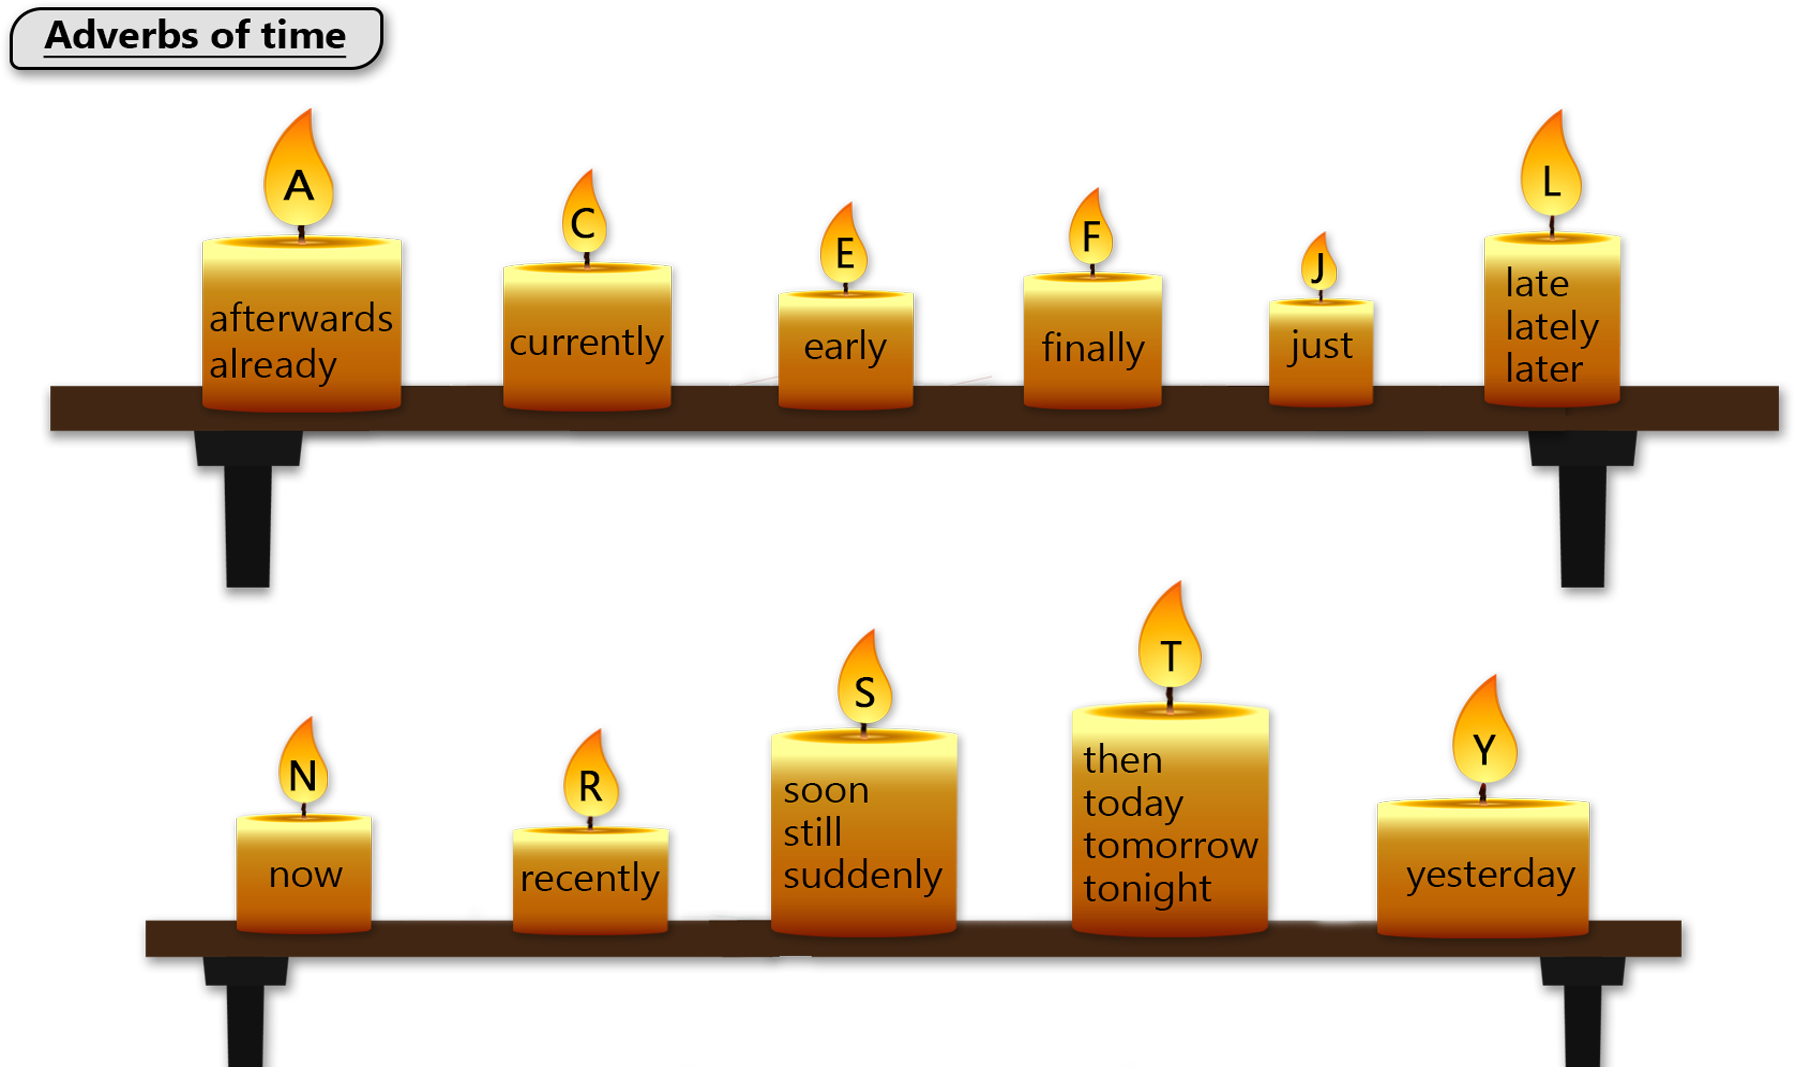 Adverbs of time
A
afterwards
already
C
currently
E
early
F
finally
J
just
L
late
lately
later
N
now
R
recently
S
soon
still
suddenly
T
then
today
tomorrow
tonight
Y
yesterday